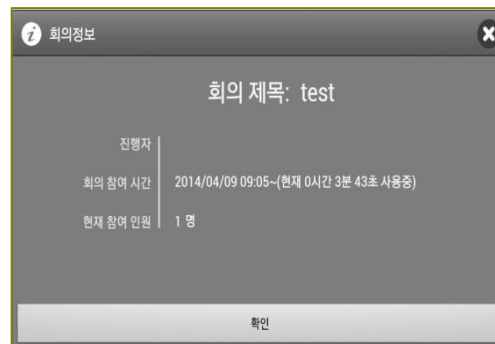 회의정보
회의 제목: test
진행자
회의 참여 시간 2014/04/09 09:05~(현재 0시간 3분 43초 사용중)
현재 참여 인원 1 명
확인